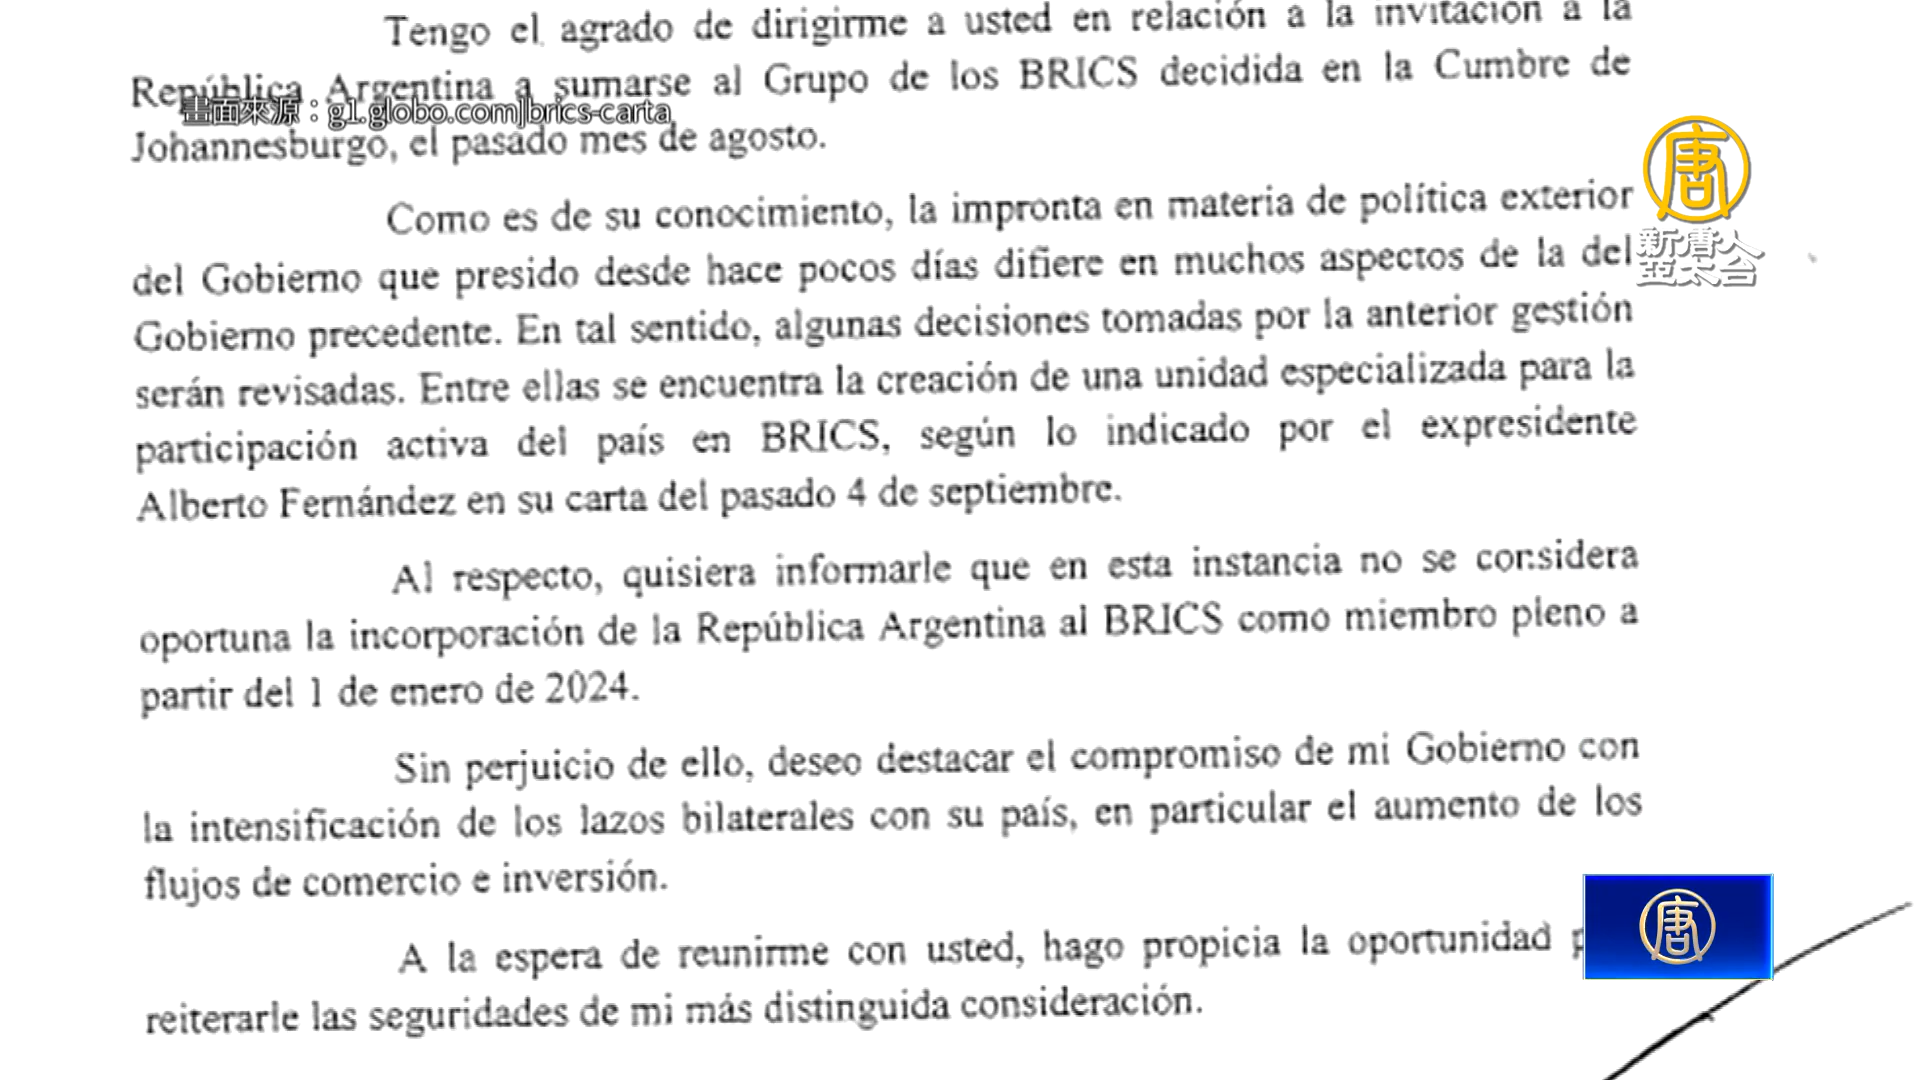 Tengo el agrado de dirigirme a usted en relación a la invitación a la
República Argentina a sumarse al Grupo de los BRICS decidida en la Cumbre de
畫面來源：g1.globo.com]brics-carta
Johannesburgo, el pasado mes de agosto.
唐
新唐人
亞太台
Como es de su conocimiento, la impronta en materia de política exterior
del Gobierno que presido desde hace pocos días difiere en muchos aspectos de la del
Gobierno precedente. En tal sentido, algunas decisiones tomadas por la anterior gestión
serán revisadas. Entre ellas se encuentra la creación de una unidad especializada para la
participación activa del país en BRICS, según lo indicado por el expresidente
Alberto Fernández en su carta del pasado 4 de septiembre.
Al respecto, quisiera informarle que en esta instancia no se considera
oportuna la incorporación de la República Argentina al BRICS como miembro pleno a
partir del 1 de enero de 2024.
Sin perjuicio de ello, deseo destacar el compromiso de mi Gobierno con
la intensificación de los lazos bilaterales con su país, en particular el aumento de los
flujos de comercio e inversión.
A la espera de reunirme con usted, hago propicia la oportunidad
唐
reiterarle las seguridades de mi más distinguida consideración.